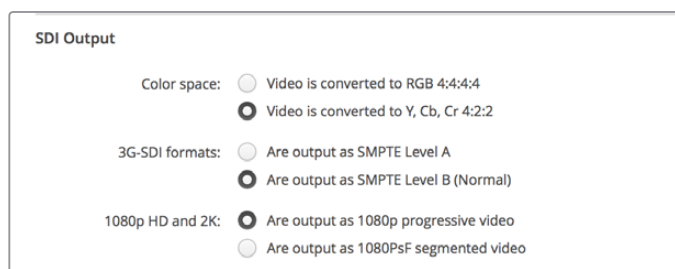 SDI Output
Color space: Video is converted to RGB 4:4:4:4
Video is converted to Y, Cb, Cr 4:2:2
3G-SDI formats: Are output as SMPTE Level A
Are output as SMPTE Level B (Normal)
1080p HD and 2K: Are output as 1080p progressive video
Are output as 1080PsF segmented video